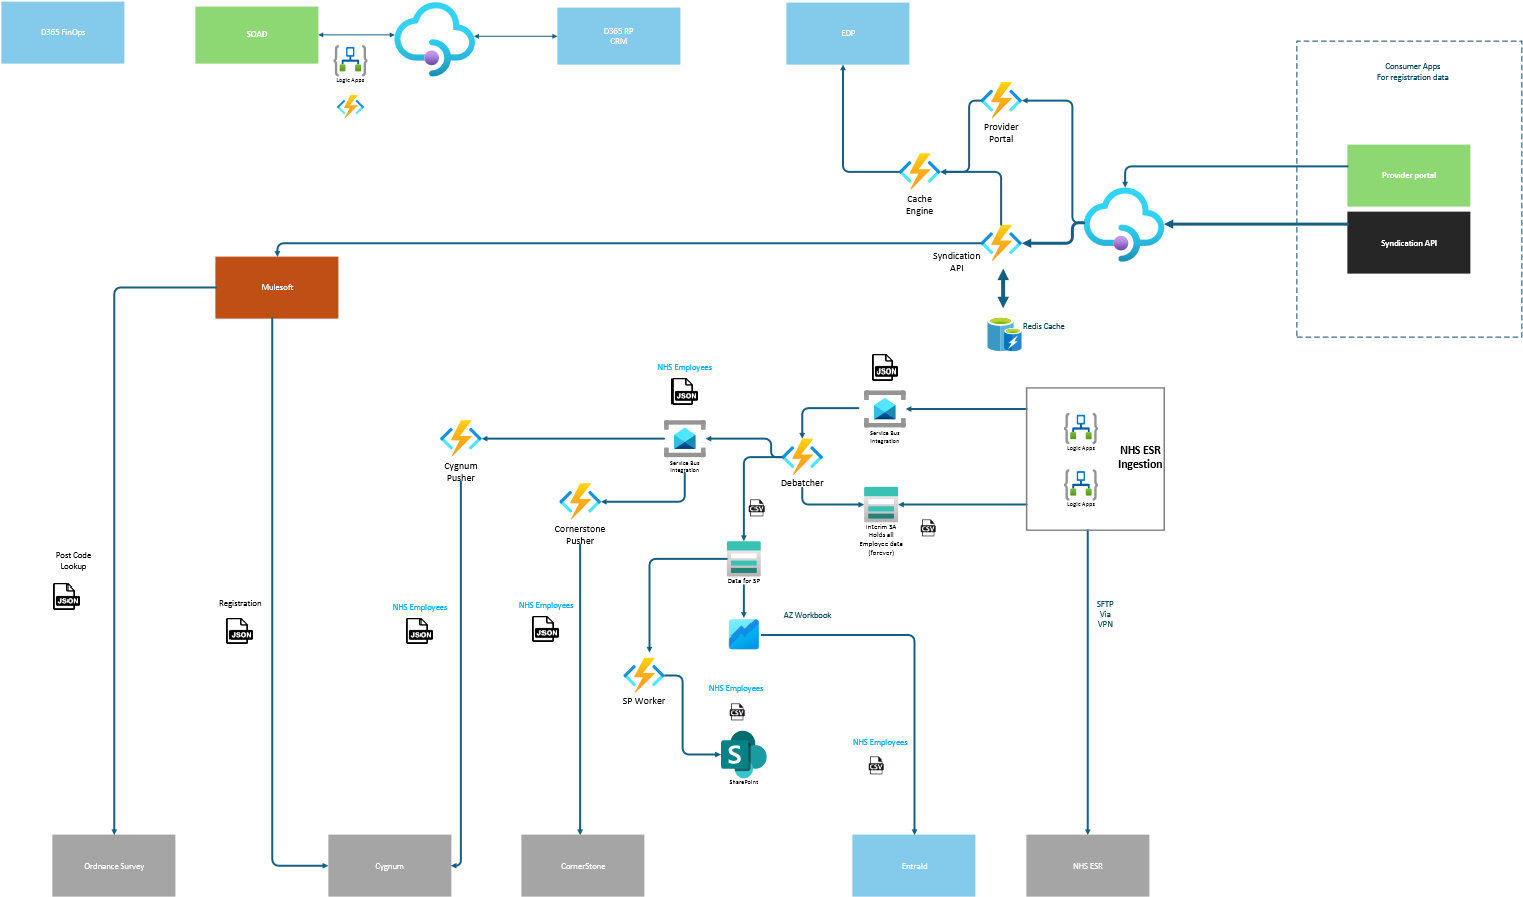 D365 FinOps
SOAD
D365 RP
CRM
EDP
Logic Apps
Consumer Apps
For registration data
Provider
Portal
Provider portal
Cache
Engine
Syndication API
Syndication
API
Mulesoft
Redis Cache
NHS Employees
JSON
JSON
Service Bus
Integration
Service Bus
Integration
Logic Apps
NHS ESR
Ingestion
Logic Apps
Cygnum
Pusher
Debatcher
Cornerstone
Pusher
CSV
Interim SA
Holds all
Employee data
(forever)
CSV
Post Code
Lookup
JSON
Data for SP
Registration
JSON
NHS Employees
JSON
NHS Employees
JSON
AZ Workbook
SFTP
Via
VPN
SP Worker
NHS Employees
CSV
S
SharePoint
NHS Employees
CSV
Ordnance Survey
Cygnum
CornerStone
EntraId
NHS ESR